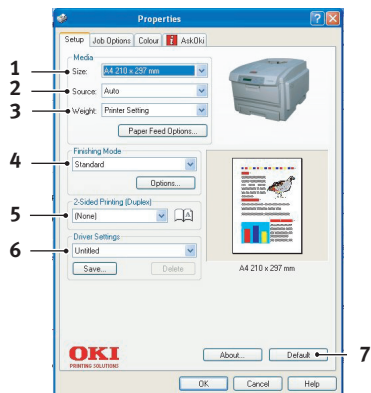 Properties
Setup Job Options Colour AskOki
Media
1 Size: A4 210 x 297 mm
2 Source: Auto
3 Weight: Printer Setting
Paper Feed Options...
4 Finishing Mode
Standard
Options...
5 2-Sided Printing (Duplex)
(None) A
6 Driver Settings
Untitled
Save... Delete
A4 210 x 297 mm
OKI
PRINTING SOLUTIONS
About... Default 7
OK Cancel Help